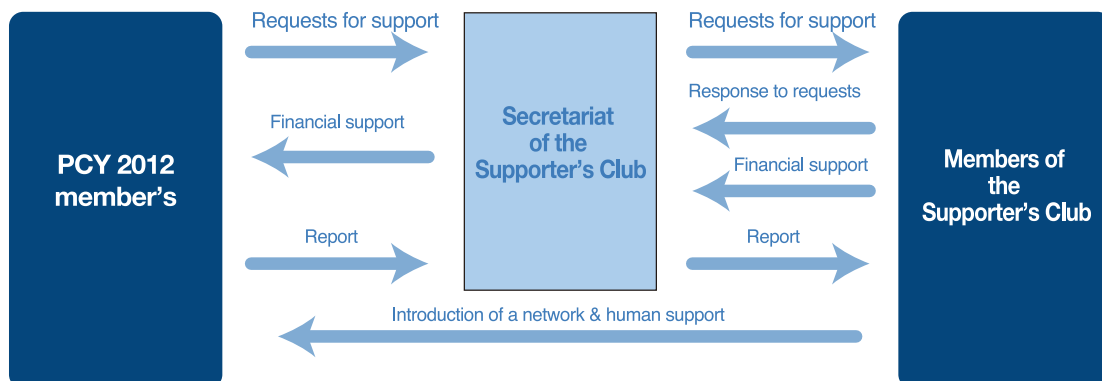 Requests for support
Requests for support
Response to requests
Financial support
Secretariat
of the
Supporter's Club
PCY 2012
member's
Financial support
Members of
the
Supporter's Club
Report
Report
Introduction of a network & human support